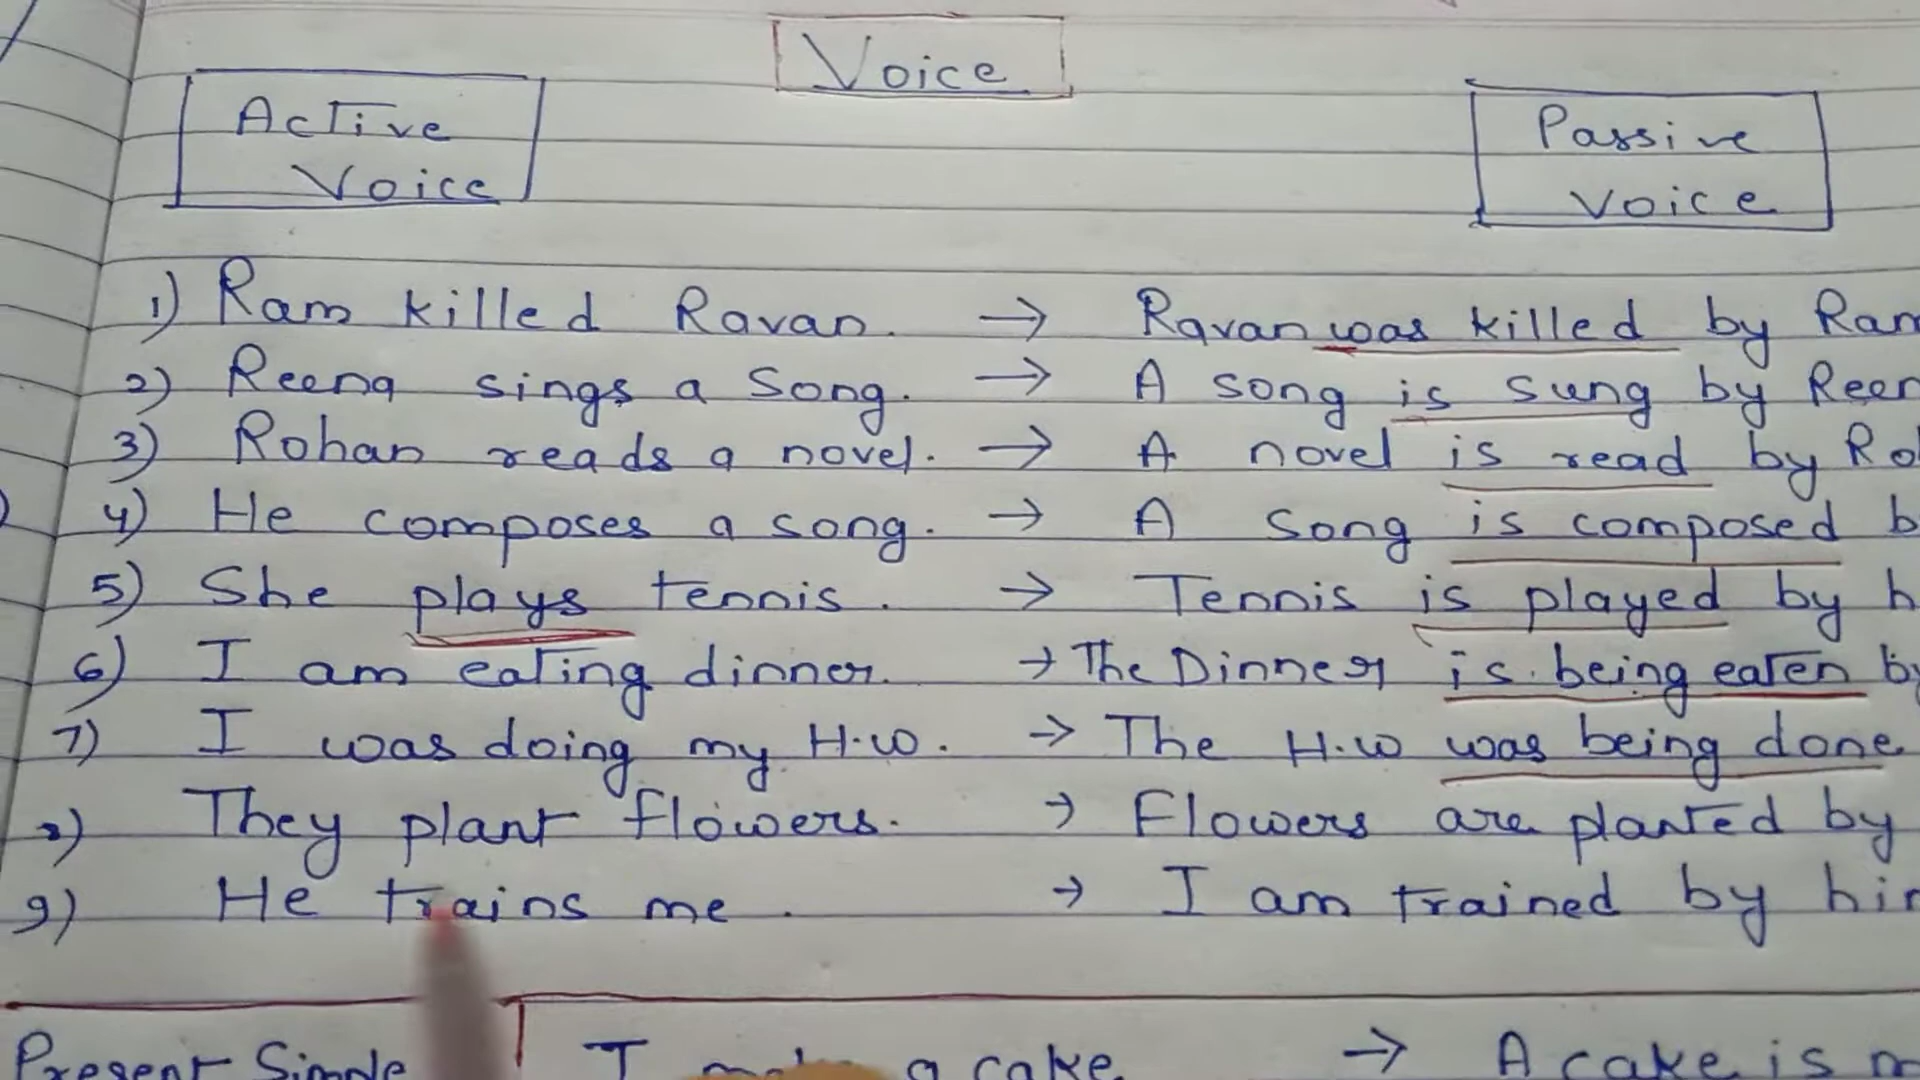 Voice
Active
Voice
Passive
Voice
1) Ram killed Ravan. → Ravan was killed by Ram
2) Reena sings a song. → A song is sung by Reen
3) Rohan reads a novel. → A novel is read by Ro
4) He composes a song. → A song is composed b
5) She plays tennis. → Tennis is played by h
6) I am eating dinner. → The Dinner is being eaten by
7) I was doing my H.w. → The H.w was being done
8) They plant flowers. → Flowers are planted by
9) He trains me. → I am trained by him
Present Simple I a cake → A cake is m